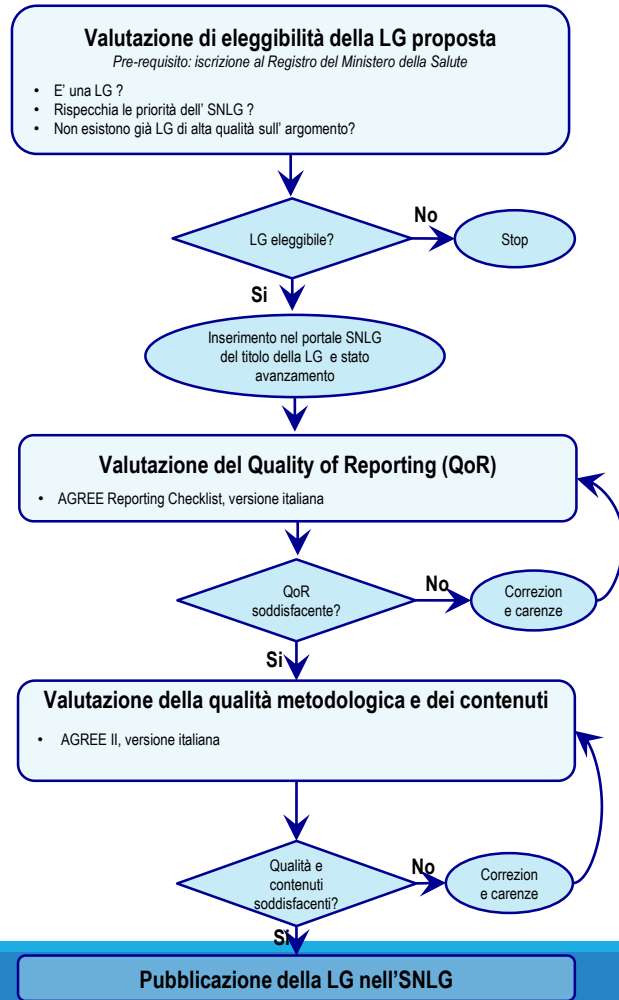 Valutazione di eleggibilità della LG proposta
Pre-requisito: iscrizione al Registro del Ministero della Salute
• E' una LG ?
• Rispecchia le priorità dell' SNLG ?
• Non esistono già LG di alta qualità sull' argomento?
LG eleggibile?
No
Stop
Si
Inserimento nel portale SNLG
del titolo della LG e stato
avanzamento
Valutazione del Quality of Reporting (QoR)
• AGREE Reporting Checklist, versione italiana
QoR
soddisfacente?
No
Correzion
e carenze
Si
Valutazione della qualità metodologica e dei contenuti
• AGREE II, versione italiana
Qualità e
contenuti
soddisfacenti?
No
Correzion
e carenze
Si
Pubblicazione della LG nell'SNLG